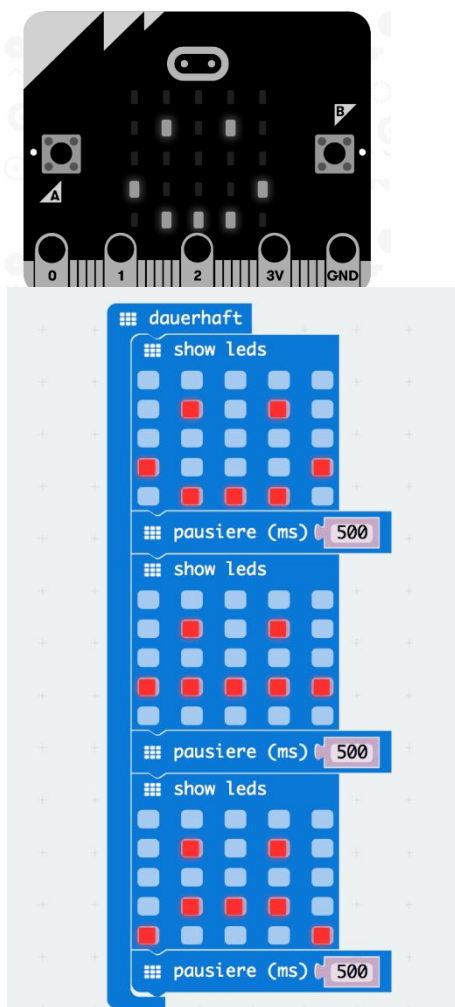 B
A
0 1 2 3V GND
dauerhaft
show leds
pausiere (ms) 500
show leds
pausiere (ms) 500
show leds
pausiere (ms) 500